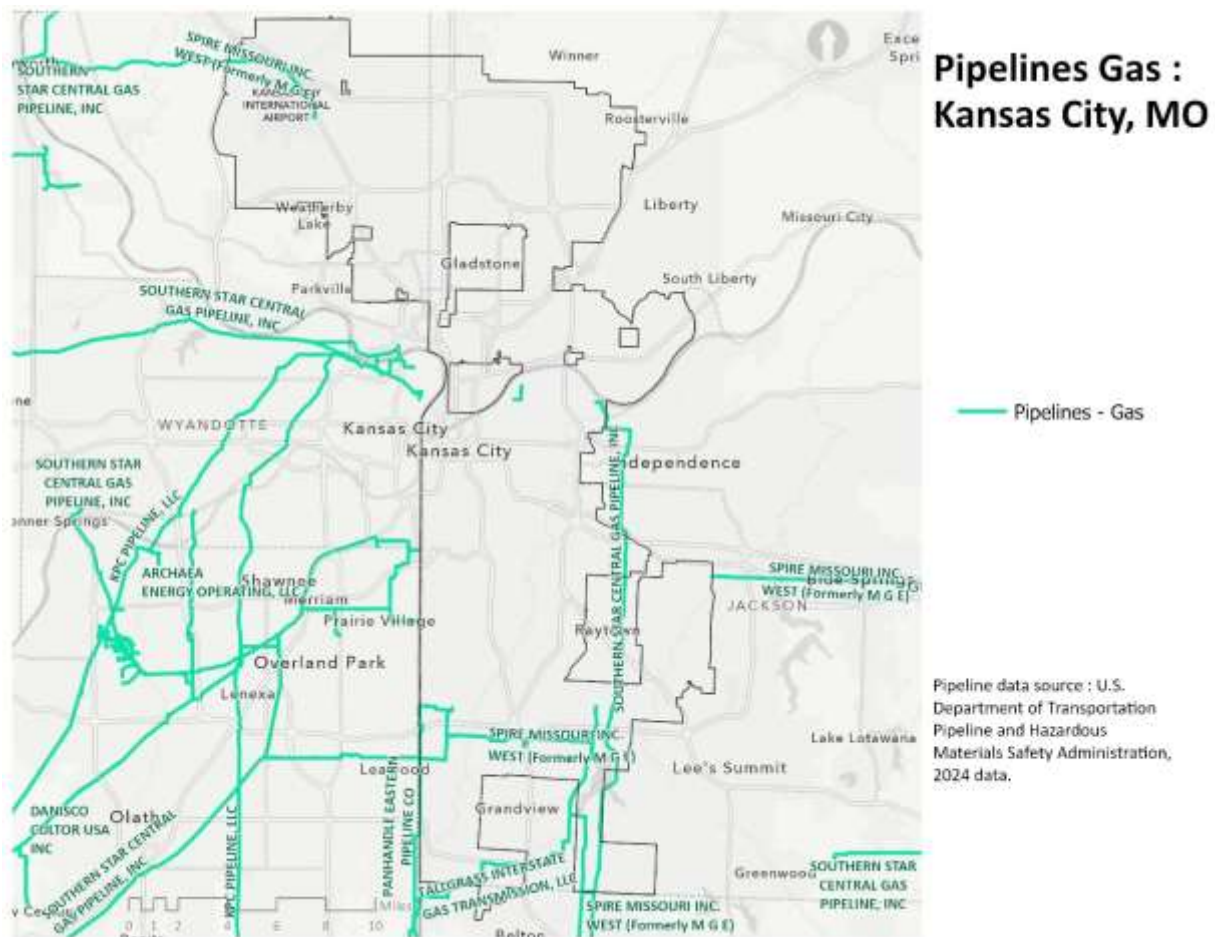 Pipelines Gas :
Kansas City, MO
Pipelines - Gas
Pipeline data source : U.S.
Department of Transportation
Pipeline and Hazardous
Materials Safety Administration,
2024 data.
SPIRE MISSOURI INC.
WEST (Formerly M G E)
Winner
SOUTHERN
STAR CENTRAL GAS
PIPELINE, INC
INTERNATIONAL
AIRPORT
Roosterville
Weatherby
Lake
Liberty
Missouri City
Gladstone
South Liberty
Parkville
SOUTHERN STAR CENTRAL
GAS PIPELINE, INC
WYANDOTTE
Kansas City
Kansas City
SOUTHERN STAR
CENTRAL GAS
PIPELINE, INC
KPC PIPELINE, LLC
SOUTHERN STAR CENTRAL GAS PIPELINE, INC
ARCHAEA
ENERGY OPERATING, LLC
Shawnee
Merriam
Prairie Village
Raytown
SPIRE MISSOURI INC.
WEST (Formerly M G E)
Blue Springs
JACKSON
Overland Park
Lenexa
SPIRE MISSOURI INC.
WEST (Formerly M G E)
Lake Lotawana
Leawood
Lee's Summit
PANHANDLE EASTERN
PIPELINE CO
Grandview
DANISCO
CULTOR USA
INC
SOUTHERN STAR CENTRAL
GAS PIPELINE, INC
KPC PIPELINE, LLC
TALLGRASS INTERSTATE
GAS TRANSMISSION, LLC
Greenwood
SOUTHERN STAR
CENTRAL GAS
PIPELINE, INC
SPIRE MISSOURI INC.
WEST (Formerly M G E)
Belton
0 1 2 4 6 8 10
Miles